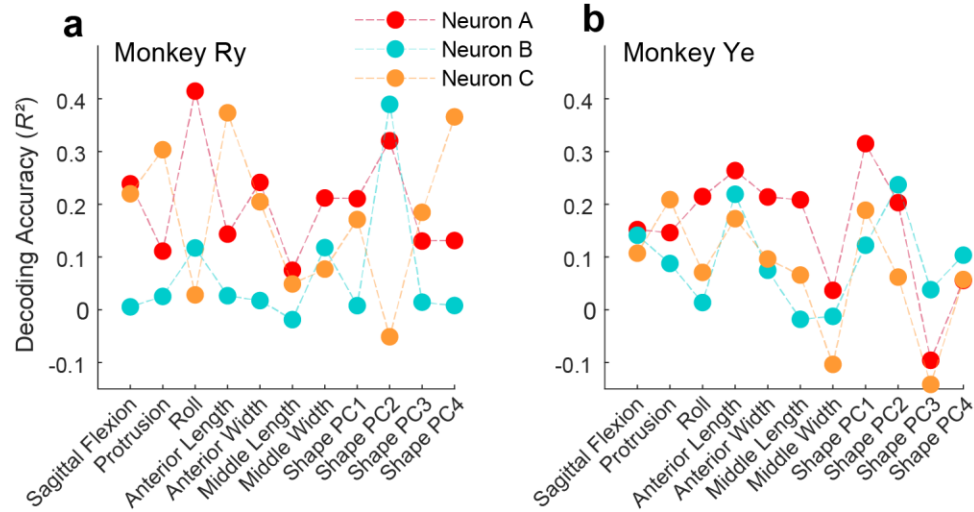 a
Monkey Ry
Neuron A
Neuron B
Neuron C
b
Monkey Ye
Decoding Accuracy (R²)
0.4
0.3
0.2
0.1
0
-0.1
Sagittal Flexion
Protrusion
Roll
Anterior Length
Anterior Width
Middle Length
Middle Width
Shape PC1
Shape PC2
Shape PC3
Shape PC4
0.4
0.3
0.2
0.1
0
-0.1
Sagittal Flexion
Protrusion
Roll
Anterior Length
Anterior Width
Middle Length
Middle Width
Shape PC1
Shape PC2
Shape PC3
Shape PC4